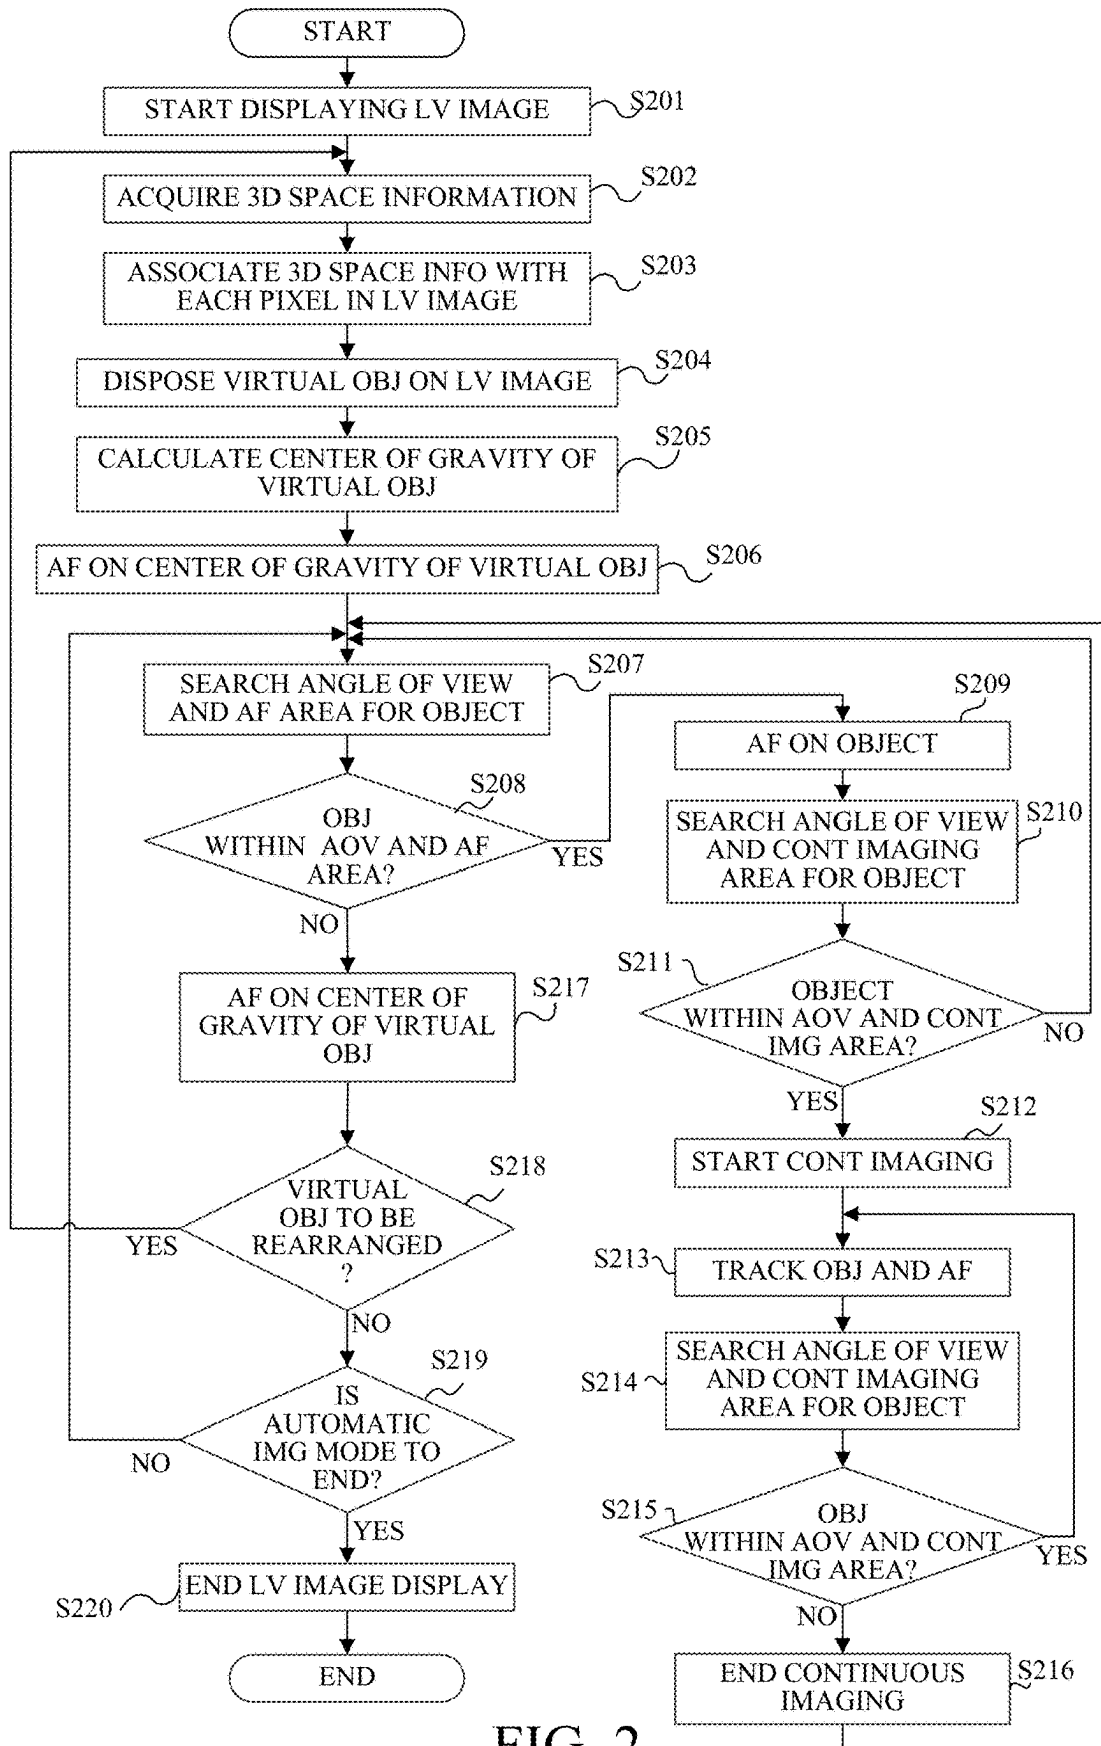 START
START DISPLAYING LV IMAGE
S201
ACQUIRE 3D SPACE INFORMATION
S202
ASSOCIATE 3D SPACE INFO WITH
EACH PIXEL IN LV IMAGE
S203
DISPOSE VIRTUAL OBJ ON LV IMAGE
S204
CALCULATE CENTER OF GRAVITY OF
VIRTUAL OBJ
S205
AF ON CENTER OF GRAVITY OF VIRTUAL OBJ
S206
SEARCH ANGLE OF VIEW
AND AF AREA FOR OBJECT
S207
OBJ
WITHIN AOV AND AF
AREA?
S208
YES
NO
AF ON CENTER OF
GRAVITY OF VIRTUAL
OBJ
S217
VIRTUAL
OBJ TO BE
REARRANGED
?
S218
YES
NO
IS
AUTOMATIC
IMG MODE TO
END?
S219
NO
YES
END LV IMAGE DISPLAY
S220
END
S209
AF ON OBJECT
SEARCH ANGLE OF VIEW
AND CONT IMAGING
AREA FOR OBJECT
S210
S211
OBJECT
WITHIN AOV AND CONT
IMG AREA?
NO
YES
S212
START CONT IMAGING
S213
TRACK OBJ AND AF
S214
SEARCH ANGLE OF VIEW
AND CONT IMAGING
AREA FOR OBJECT
S215
OBJ
WITHIN AOV AND CONT
IMG AREA?
YES
NO
END CONTINUOUS
IMAGING
S216
FIG. 2